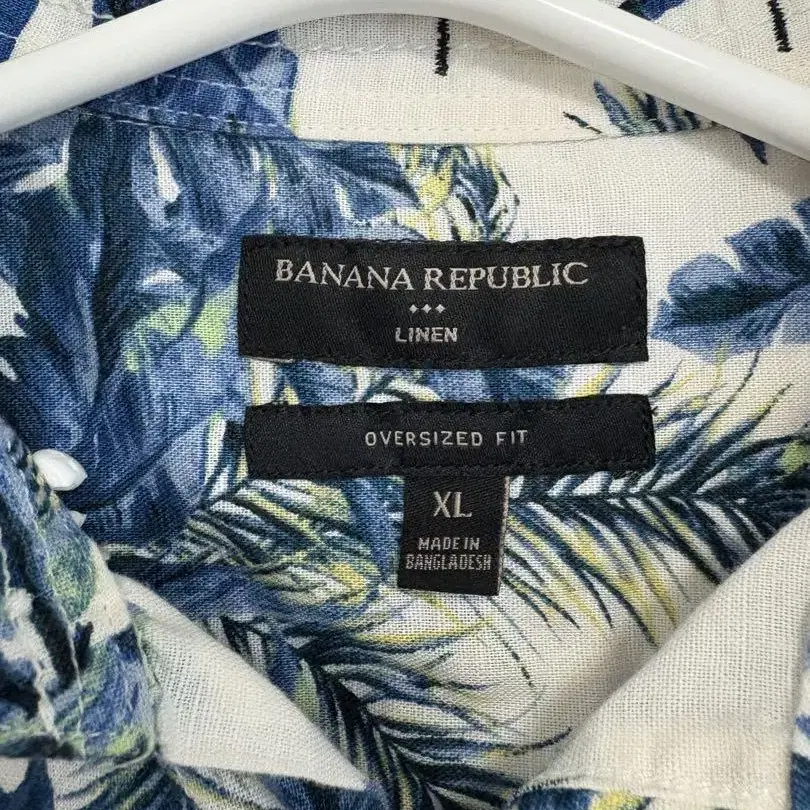 BANANA REPUBLIC
LINEN
OVERSIZED FIT
XL
MADE IN
BANGLADESH